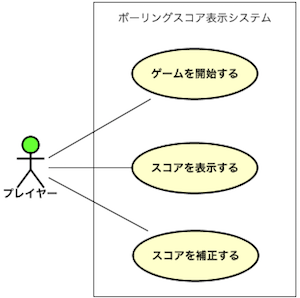 ボーリングスコア表示システム
ゲームを開始する
スコアを表示する
プレイヤー
スコアを補正する